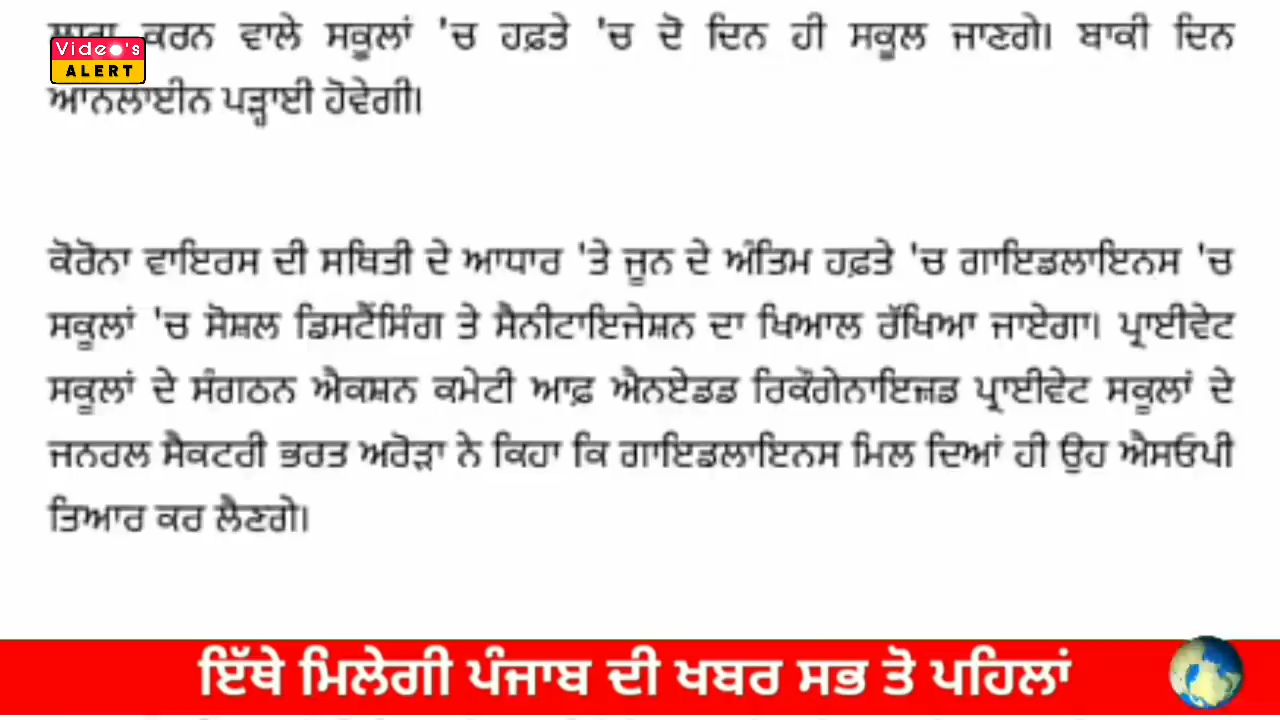 ਲਾਗੂ ਕਰਨ ਵਾਲੇ ਸਕੂਲਾਂ 'ਚ ਹਫ਼ਤੇ 'ਚ ਦੋ ਦਿਨ ਹੀ ਸਕੂਲ ਜਾਣਗੇ। ਬਾਕੀ ਦਿਨ
Video's
ALERT
ਆਨਲਾਈਨ ਪੜ੍ਹਾਈ ਹੋਵੇਗੀ।
ਕੋਰੋਨਾ ਵਾਇਰਸ ਦੀ ਸਥਿਤੀ ਦੇ ਆਧਾਰ 'ਤੇ ਜੂਨ ਦੇ ਅੰਤਿਮ ਹਫ਼ਤੇ 'ਚ ਗਾਇਡਲਾਇਨਸ 'ਚ
ਸਕੂਲਾਂ 'ਚ ਸੋਸ਼ਲ ਡਿਸਟੈਂਸਿੰਗ ਤੇ ਸੈਨੀਟਾਇਜੇਸ਼ਨ ਦਾ ਖਿਆਲ ਰੱਖਿਆ ਜਾਏਗਾ। ਪ੍ਰਾਈਵੇਟ
ਸਕੂਲਾਂ ਦੇ ਸੰਗਠਨ ਐਕਸ਼ਨ ਕਮੇਟੀ ਆਫ਼ ਐਨਏਡਡ ਰਿਕੌਗੇਨਾਇਜ਼ਡ ਪ੍ਰਾਈਵੇਟ ਸਕੂਲਾਂ ਦੇ
ਜਨਰਲ ਸੈਕਟਰੀ ਭਰਤ ਅਰੋੜਾ ਨੇ ਕਿਹਾ ਕਿ ਗਾਇਡਲਾਇਨਸ ਮਿਲ ਦਿਆਂ ਹੀ ਉਹ ਐਸਓਪੀ
ਤਿਆਰ ਕਰ ਲੈਣਗੇ।
ਇੱਥੇ ਮਿਲੇਗੀ ਪੰਜਾਬ ਦੀ ਖਬਰ ਸਭ ਤੋ ਪਹਿਲਾਂ